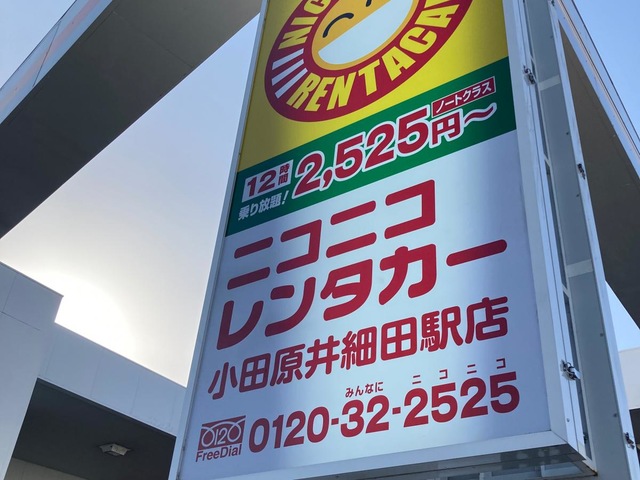 NIC
RENTACA
ノートクラス
12時間
2,525円～
乗り放題!
ニコニコ
レンタカー
小田原井細田駅店
みんなに ニコニコ
0120-32-2525
0120
FreeDial